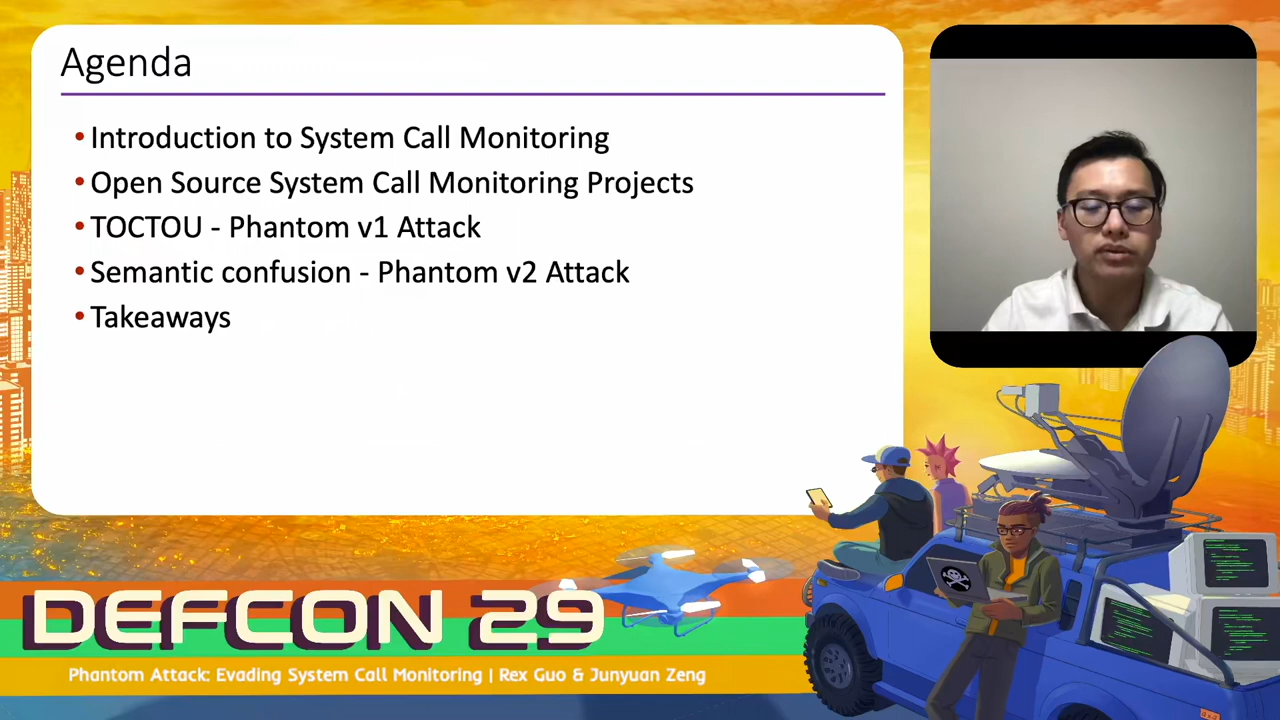 Agenda
•Introduction to System Call Monitoring
•Open Source System Call Monitoring Projects
•TOCTOU - Phantom v1 Attack
•Semantic confusion - Phantom v2 Attack
•Takeaways
DEFCON 29
Phantom Attack: Evading System Call Monitoring | Rex Guo & Junyuan Zeng